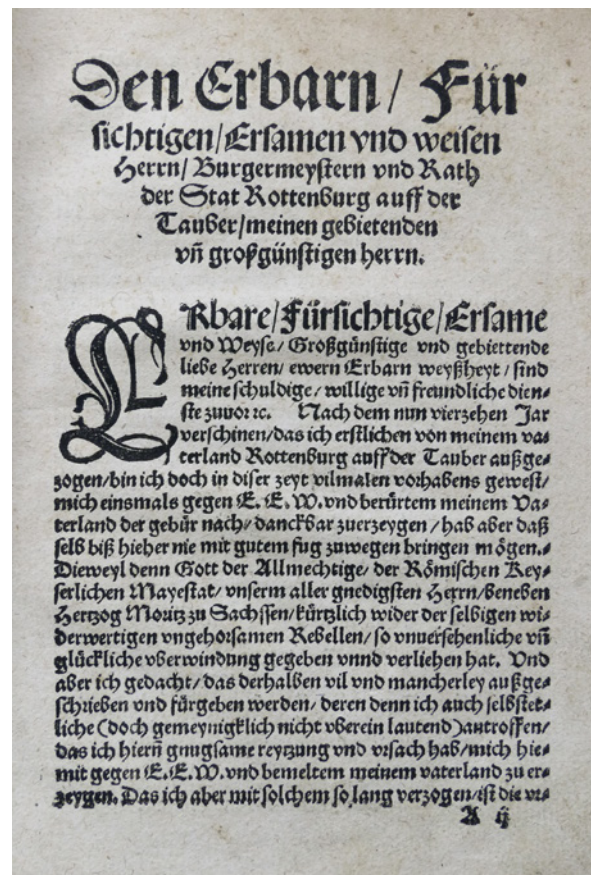 Den Erbarn/ Für
sichtigen/Ersamen vnd weisen
Herrn/ Burgermeystern vnd Rath
der Stat Rottenburg auff der
Tauber/meinen gebietenden
vñ großgünstigen herrn.
ERbare/Fürsichtige/Ersame
vnd Weyse/ Großgünstige vnd gebiettende
liebe Herren/ ewern Erbarn weyßheyt/ sind
meine schuldige/ willige vñ freundliche dien-
ste zuuor ꝛc. Nach dem nun vierzehen Jar
verschinen/das ich erstlichen von meinem va-
terland Rottenburg auff der Tauber außge-
zogen/bin ich doch in diser zeyt vilmalen vorhabens gewest/
mich einsmals gegen E. E. W. vnd berürtem meinem Va-
terland der gebür nach/ danckbar zuerzeygen/ hab aber daß
selb biß hieher nie mit gutem fug zuwegen bringen mögen.
Dieweyl denn Gott der Allmechtige/ der Römischen Key-
serlichen Mayestat/ vnserm aller gnedigsten Herrn/beneben
Hertzog Moritz zu Sachssen/kürtzlich wider der selbigen wi-
derwertigen vngehorsamen Rebellen/ so vnuersehenliche vñ
glückliche vberwindung gegeben vnnd verliehen hat. Vnd
aber ich gedacht/das derhalben vil vnd mancherley außge-
schrieben vnd fürgeben werden/ deren denn ich auch selbstet-
liche (doch gemeynigklich nicht vberein lautend)antroffen/
das ich hierñ gnugsame reytzung vnd vrsach hab/mich hie-
mit gegen E. E. W. vnd bemeltem meinem vaterland zu er-
zeygen. Das ich aber mit solchem so lang verzogen/ist die vr-
A ij